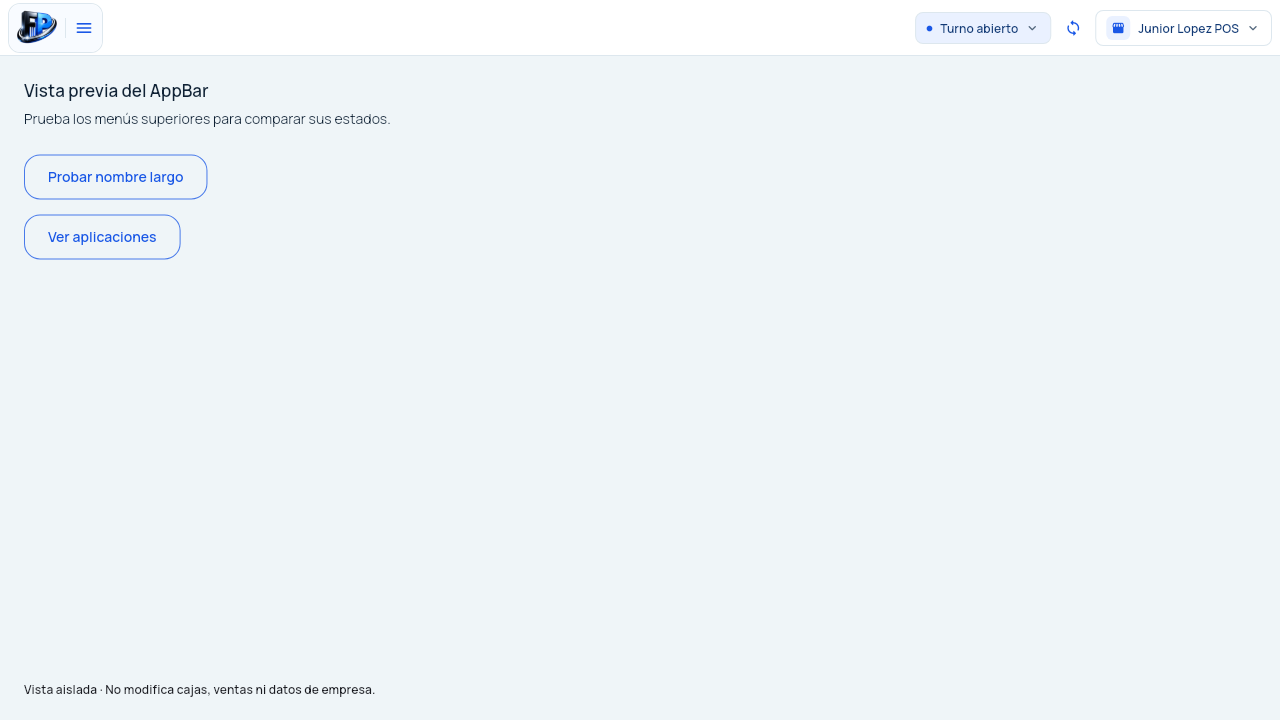 FP
Turno abierto
Junior Lopez POS
Vista previa del AppBar
Prueba los menús superiores para comparar sus estados.
Probar nombre largo
Ver aplicaciones
Vista aislada · No modifica cajas, ventas ni datos de empresa.